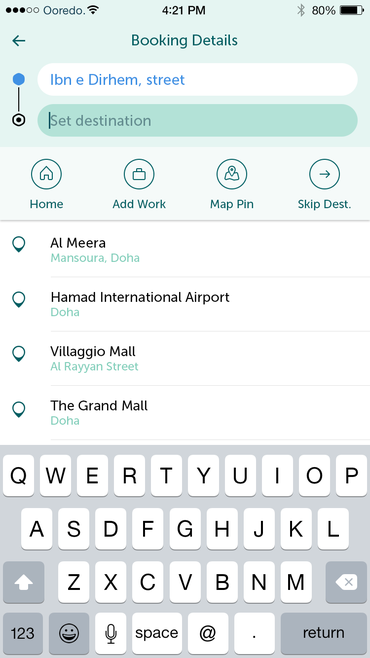 Ooredo.
4:21 PM
80%
Booking Details
Ibn e Dirhem, street
Set destination
Home
Add Work
Map Pin
Skip Dest.
Al Meera
Mansoura, Doha
Hamad International Airport
Doha
Villaggio Mall
Al Rayyan Street
The Grand Mall
Doha
Q W E R T Y U I O P
A S D F G H J K L
Z X C V B N M
123 space @ . return